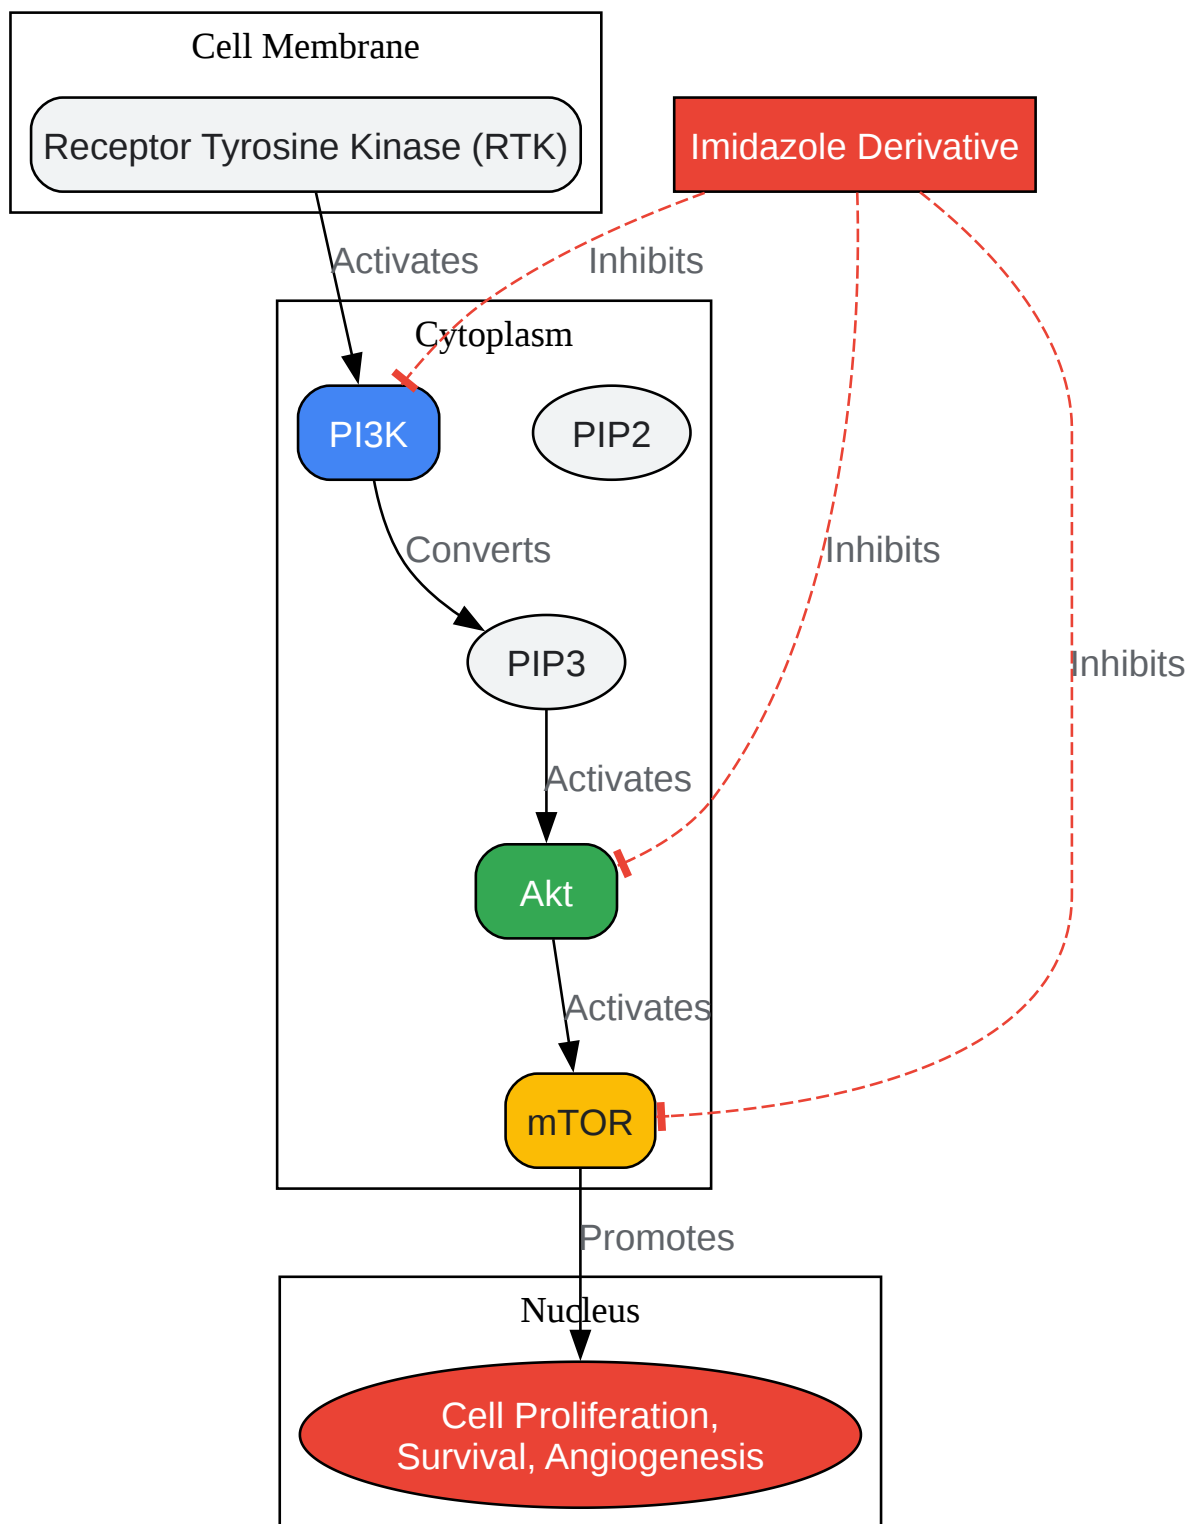 Cell Membrane
Receptor Tyrosine Kinase (RTK)
Imidazole Derivative
Activates
Inhibits
Cytoplasm
PI3K
PIP2
Converts
Inhibits
PIP3
Inhibits
Activates
Akt
Activates
mTOR
Promotes
Nucleus
Cell Proliferation,
Survival, Angiogenesis